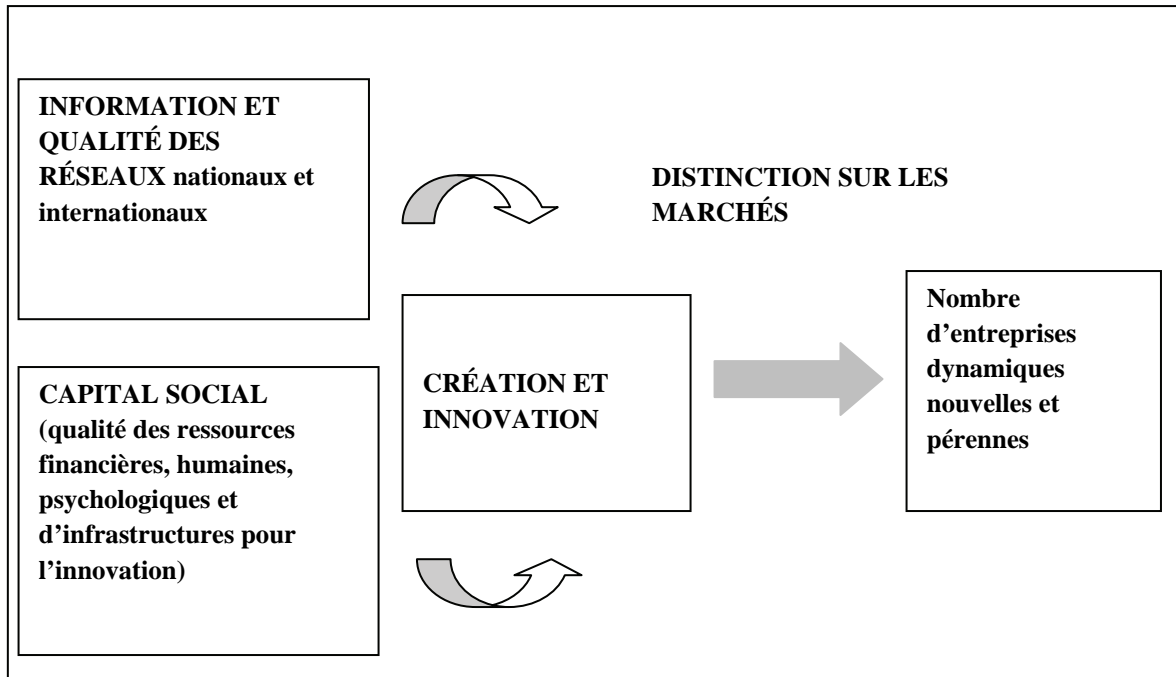 INFORMATION ET
QUALITÉ DES
RÉSEAUX nationaux et
internationaux
CAPITAL SOCIAL
(qualité des ressources
financières, humaines,
psychologiques et
d’infrastructures pour
l’innovation)
CRÉATION ET
INNOVATION
DISTINCTION SUR LES
MARCHÉS
Nombre
d’entreprises
dynamiques
nouvelles et
pérennes